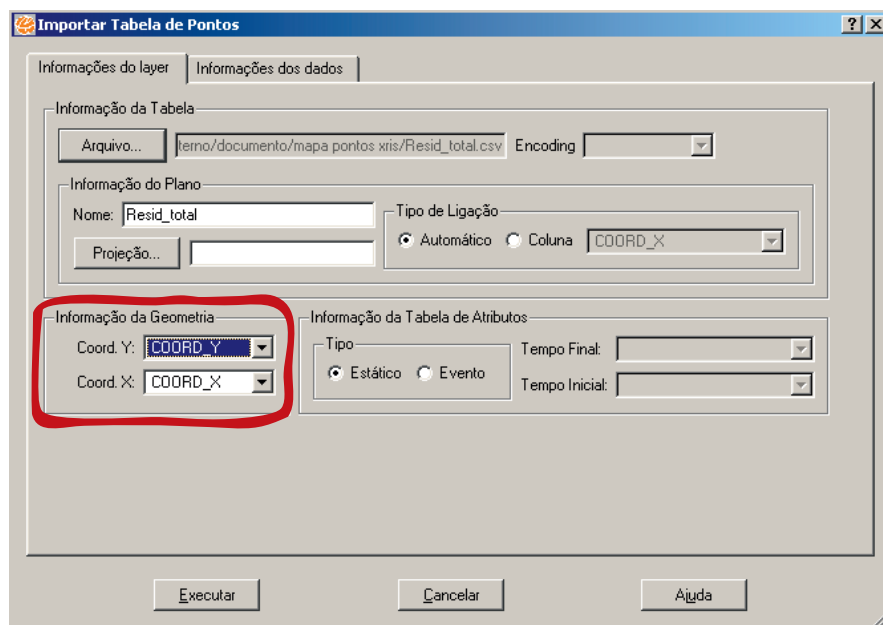 Importar Tabela de Pontos
Informações do layer Informações dos dados
Informação da Tabela
Arquivo... terno/documento/mapa pontos xris/Resid_total.csv Encoding
Informação do Plano
Nome: Resid_total
Projeção...
Tipo de Ligação
Automático Coluna COORD_X
Informação da Geometria
Coord. Y: COORD_Y
Coord. X: COORD_X
Informação da Tabela de Atributos
Tipo
Estático Evento
Tempo Final:
Tempo Inicial:
Executar Cancelar Ajuda